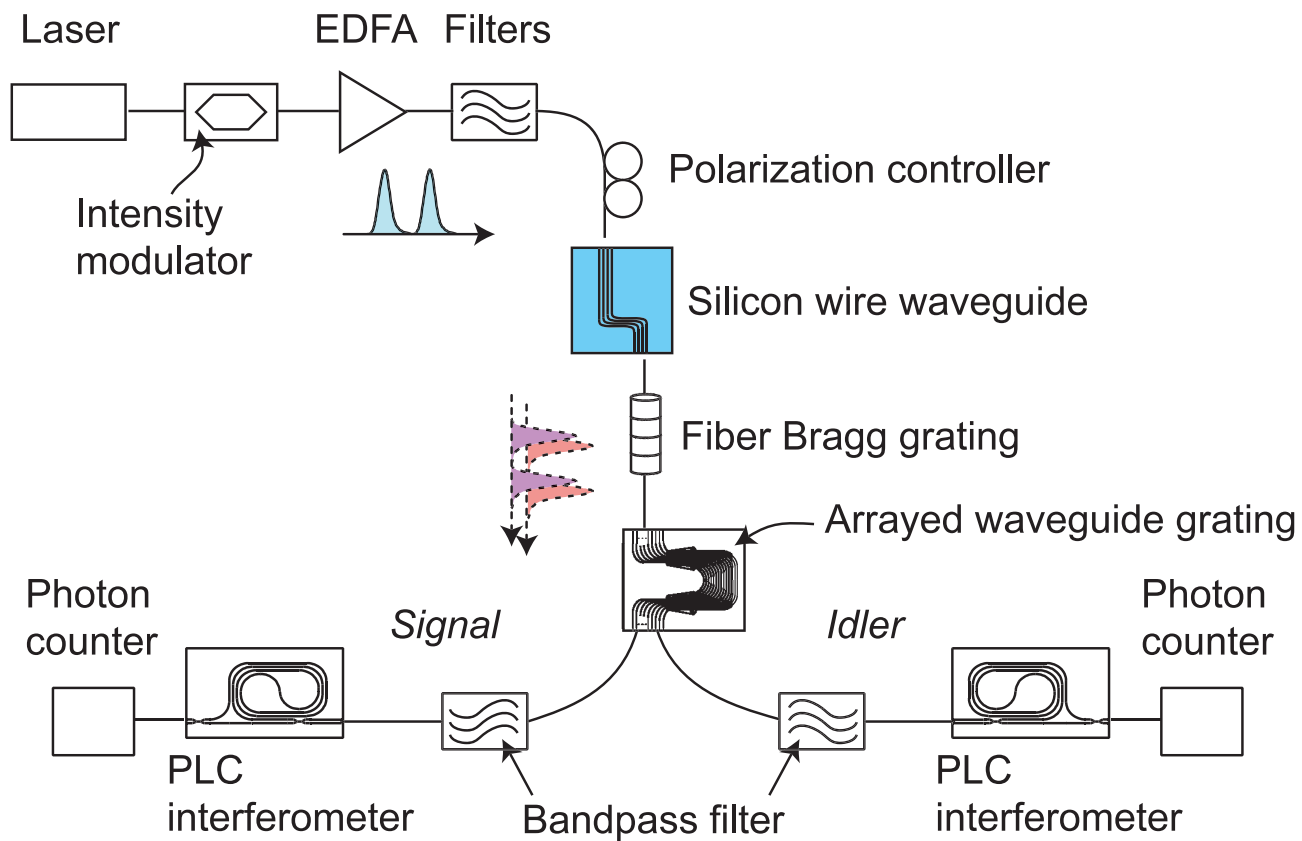 Laser
EDFA
Filters
Intensity
modulator
Polarization controller
Silicon wire waveguide
Fiber Bragg grating
Arrayed waveguide grating
Photon
counter
Signal
Idler
Photon
counter
PLC
interferometer
Bandpass filter
PLC
interferometer